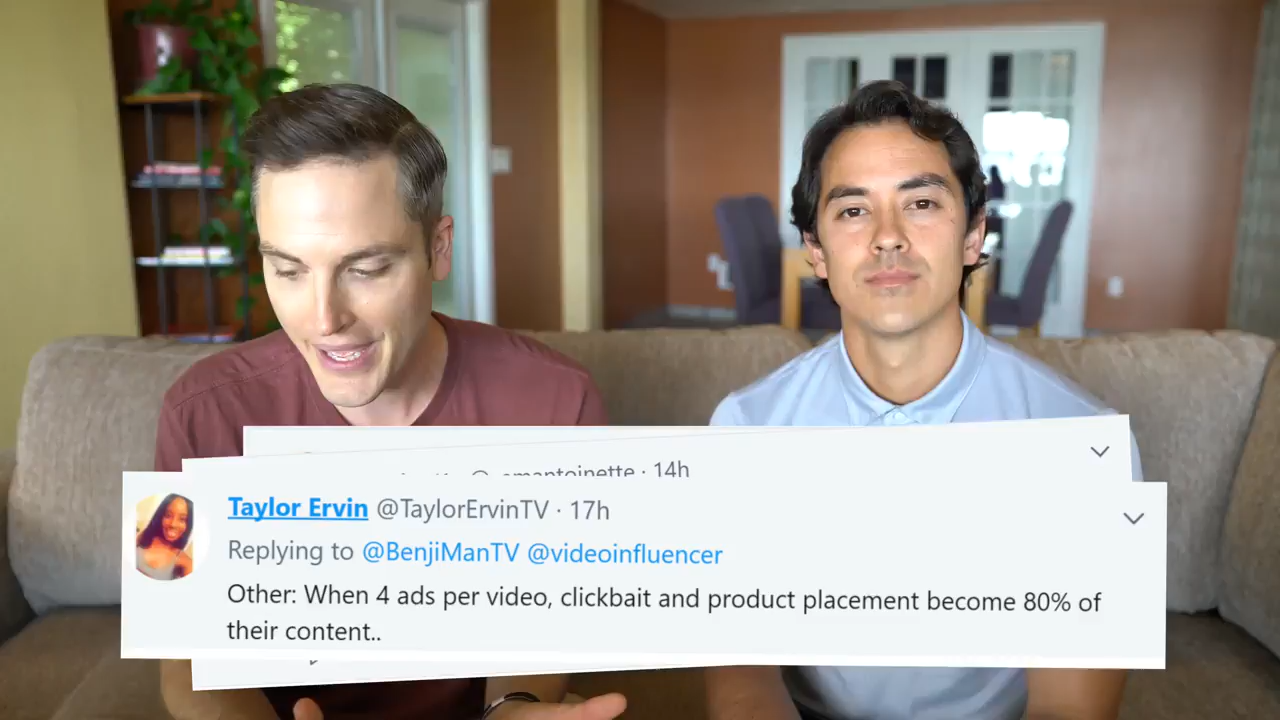 · 14h
Taylor Ervin @TaylorErvinTV · 17h
Replying to @BenjiManTV @videoinfluencer
Other: When 4 ads per video, clickbait and product placement become 80% of
their content..